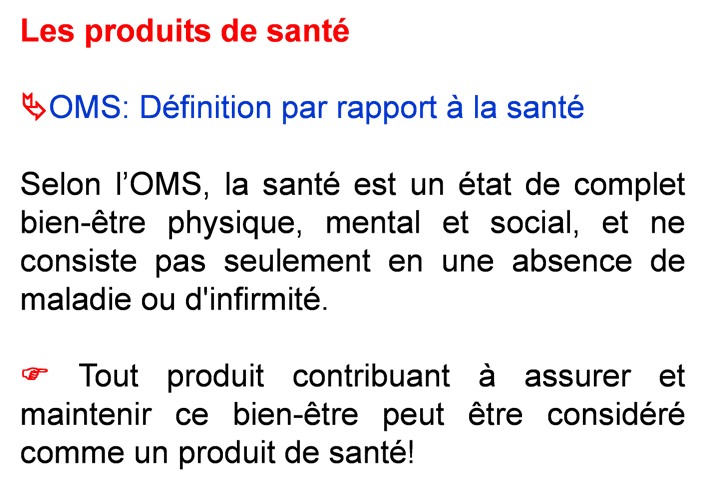 Les produits de santé
OMS: Définition par rapport à la santé
Selon l’OMS, la santé est un état de complet
bien-être physique, mental et social, et ne
consiste pas seulement en une absence de
maladie ou d'infirmité.
☞ Tout produit contribuant à assurer et
maintenir ce bien-être peut être considéré
comme un produit de santé!